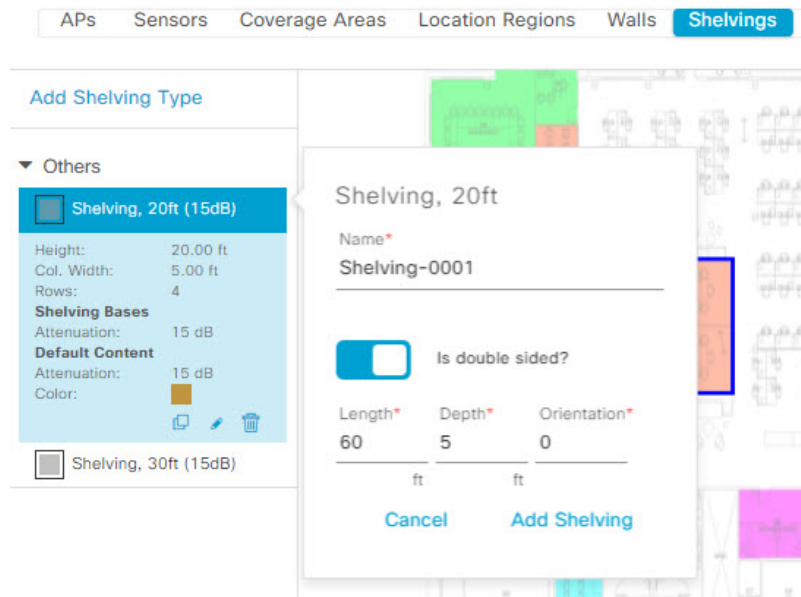 APs Sensors Coverage Areas Location Regions Walls Shelvings
Add Shelving Type
Others
Shelving, 20ft (15dB)
Height: 20.00 ft
Col. Width: 5.00 ft
Rows: 4
Shelving Bases
Attenuation: 15 dB
Default Content
Attenuation: 15 dB
Color:
Shelving, 30ft (15dB)
Shelving, 20ft
Name*
Shelving-0001
Is double sided?
Length* Depth* Orientation*
60 5 0
ft ft
Cancel Add Shelving